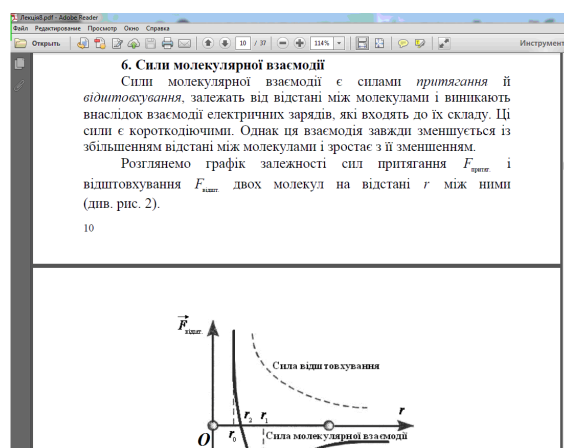 Лекція8.pdf - Adobe Reader
Файл Редактирование Просмотр Окно Справка
Открыть 10 / 37 114% Инструмент
6. Сили молекулярної взаємодії
Сили молекулярної взаємодії є силами притягання й
відштовхування, залежать від відстані між молекулами і виникають
внаслідок взаємодії електричних зарядів, які входять до їх складу. Ці
сили є короткодіючими. Однак ця взаємодія завжди зменшується із
збільшенням відстані між молекулами і зростає з її зменшенням.
Розглянемо графік залежності сил притягання F притяг. і
відштовхування F відшт. двох молекул на відстані r між ними
(див. рис. 2).
10
F відшт.
Сила відштовхування
r
r₂ r₁
O r₀ Сила молекулярної взаємодії